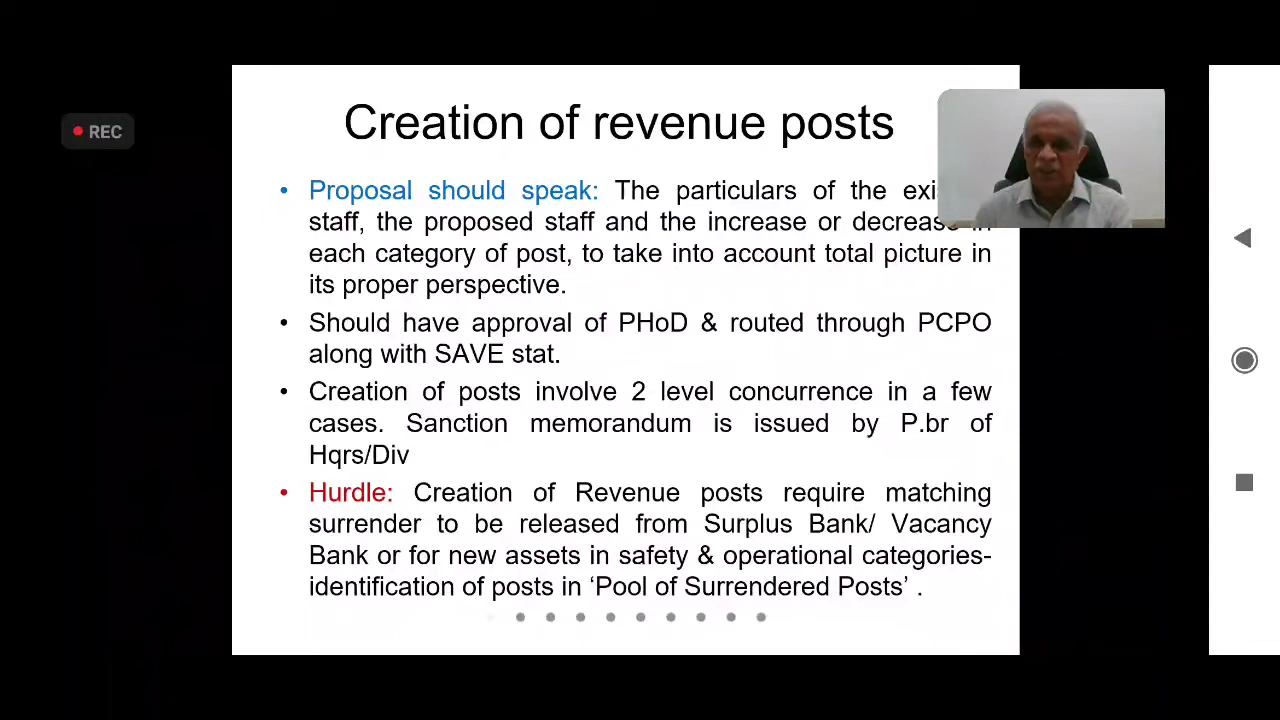 REC
Creation of revenue posts
• Proposal should speak: The particulars of the
staff, the proposed staff and the increase or decrease in
each category of post, to take into account total picture in
its proper perspective.
• Should have approval of PHoD & routed through PCPO
along with SAVE stat.
• Creation of posts involve 2 level concurrence in a few
cases. Sanction memorandum is issued by P.br of
Hqrs/Div
• Hurdle: Creation of Revenue posts require matching
surrender to be released from Surplus Bank/ Vacancy
Bank or for new assets in safety & operational categories-
identification of posts in ‘Pool of Surrendered Posts’ .